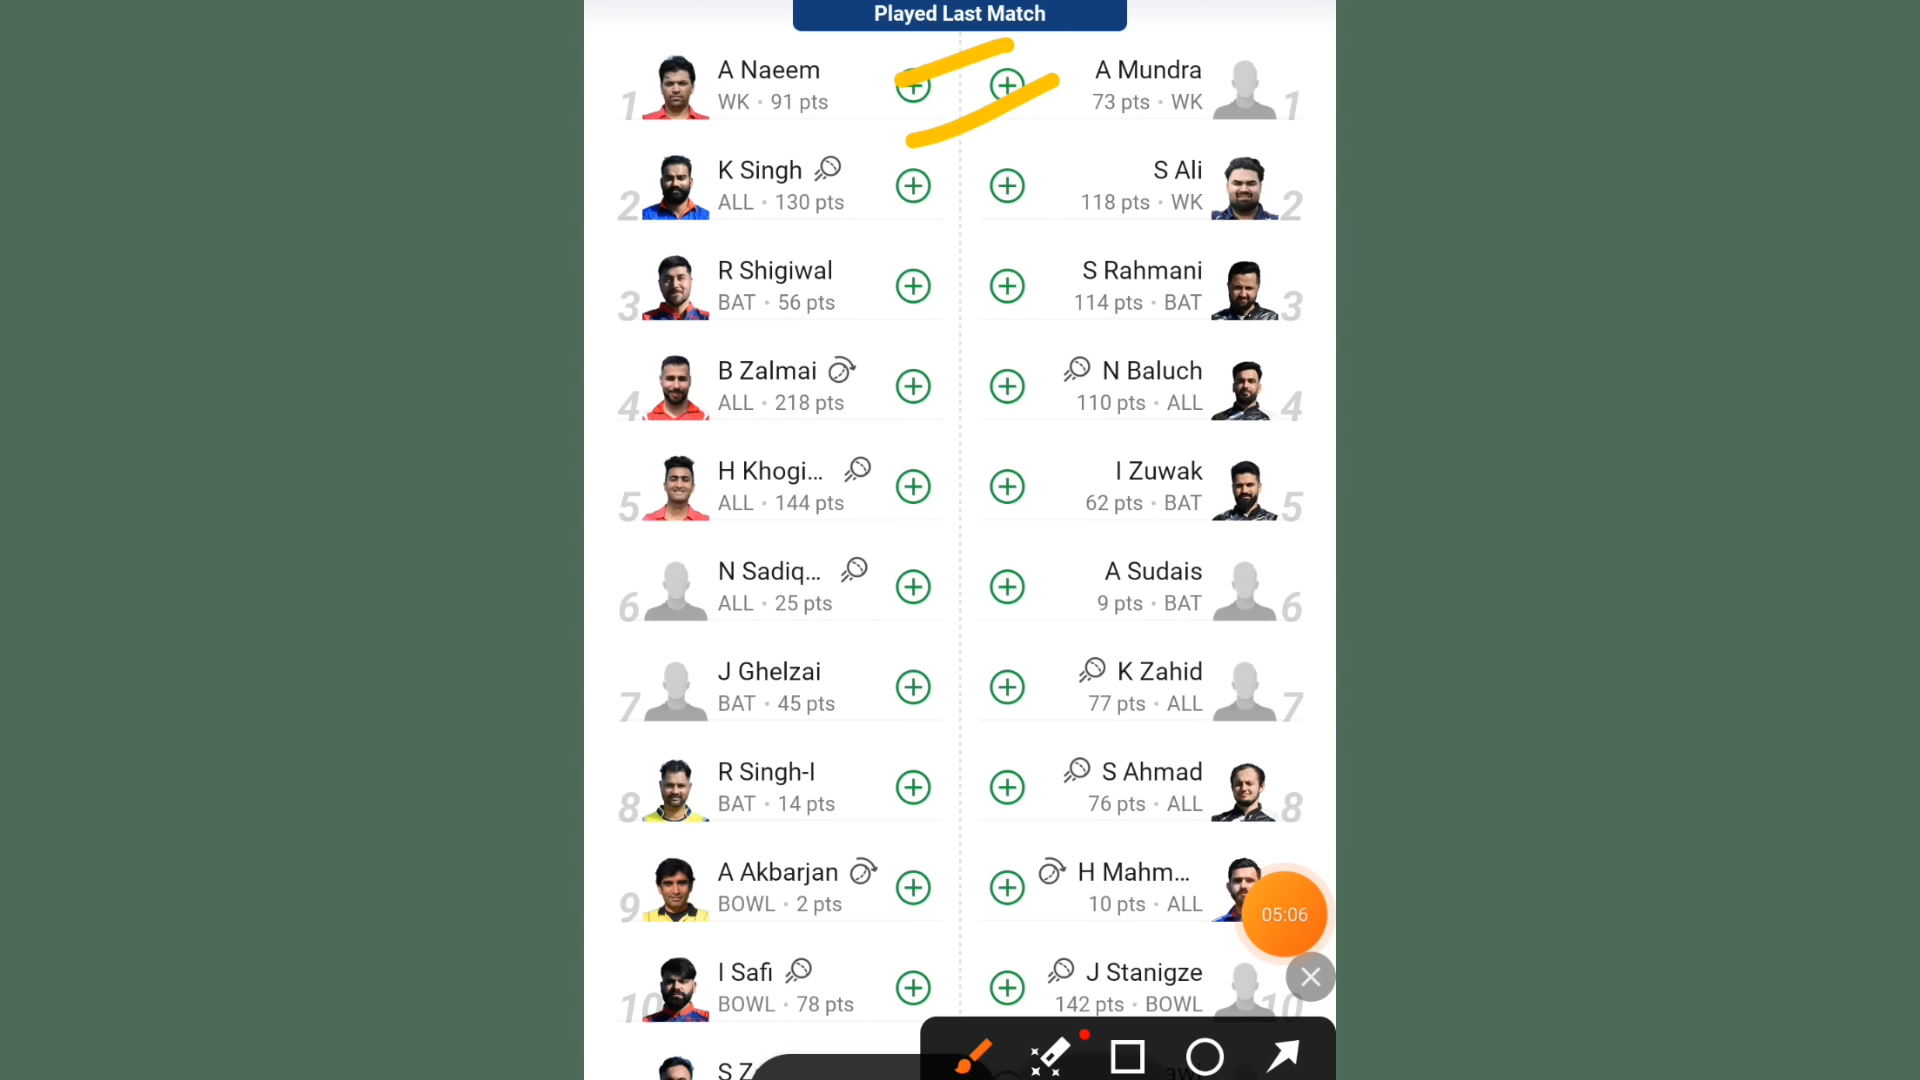 Played Last Match
1
A Naeem
WK • 91 pts
A Mundra
73 pts • WK
1
2
K Singh
ALL • 130 pts
S Ali
118 pts • WK
2
3
R Shigiwal
BAT • 56 pts
S Rahmani
114 pts • BAT
3
4
B Zalmai
ALL • 218 pts
N Baluch
110 pts • ALL
4
5
H Khogi...
ALL • 144 pts
I Zuwak
62 pts • BAT
5
6
N Sadiq...
ALL • 25 pts
A Sudais
9 pts • BAT
6
7
J Ghelzai
BAT • 45 pts
K Zahid
77 pts • ALL
7
8
R Singh-I
BAT • 14 pts
S Ahmad
76 pts • ALL
8
9
A Akbarjan
BOWL • 2 pts
H Mahm...
10 pts • ALL
05:06
10
I Safi
BOWL • 78 pts
J Stanigze
142 pts • BOWL
10